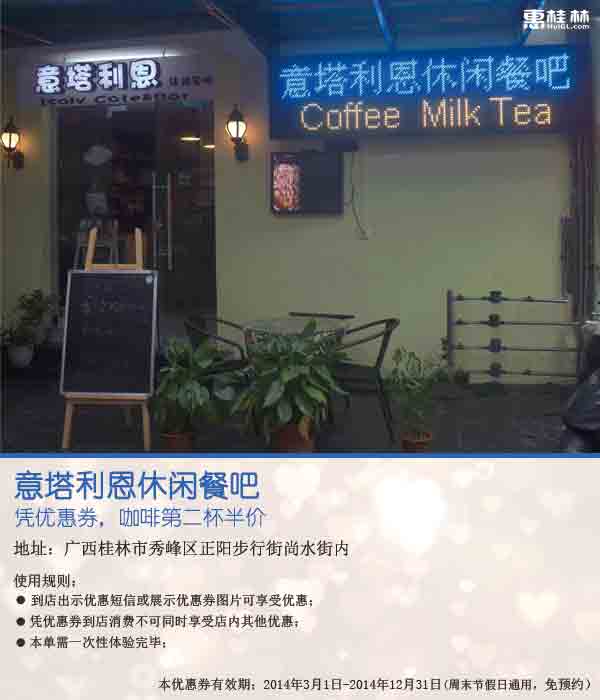 惠桂林
HuiGL.com
意塔利恩
意塔利恩休闲餐吧
Coffee Milk Tea
意塔利恩休闲餐吧
凭优惠券，咖啡第二杯半价
地址：广西桂林市秀峰区正阳步行街尚水街内
使用规则：
● 到店出示优惠短信或展示优惠券图片可享受优惠；
● 凭优惠券到店消费不可同时享受店内其他优惠；
● 本单需一次性体验完毕；
本优惠券有效期：2014年3月1日-2014年12月31日(周末节假日通用，免预约）